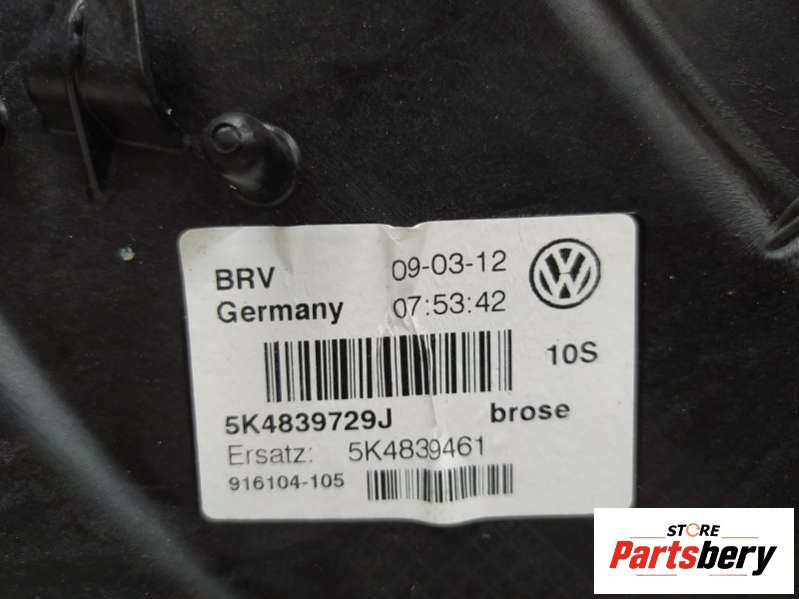 BRV 09-03-12
Germany 07:53:42
10S
5K4839729J brose
Ersatz: 5K4839461
916104-105
STORE
Partsbery